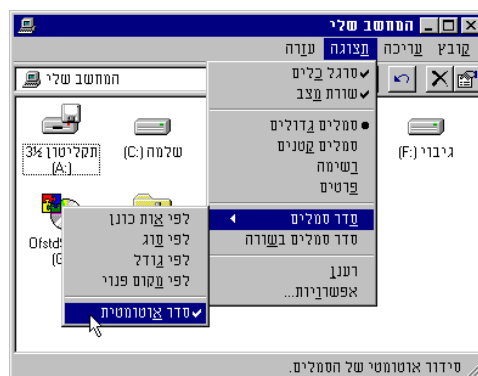 המחשב שלי
קובץ עריכה תצוגה עזרה
המחשב שלי
סרגל כלים
שורת מצב
סמלים גדולים
סמלים קטנים
רשימה
פרטים
סדר סמלים
סדר סמלים בשורה
רענן
אפשרויות...
לפי אות כונן
לפי סוג
לפי גודל
לפי מקום פנוי
סדר אוטומטית
גיבוי (F:)
שלמה (C:)
תקליטון 3½ (A:)
סידור אוטומטי של הסמלים.